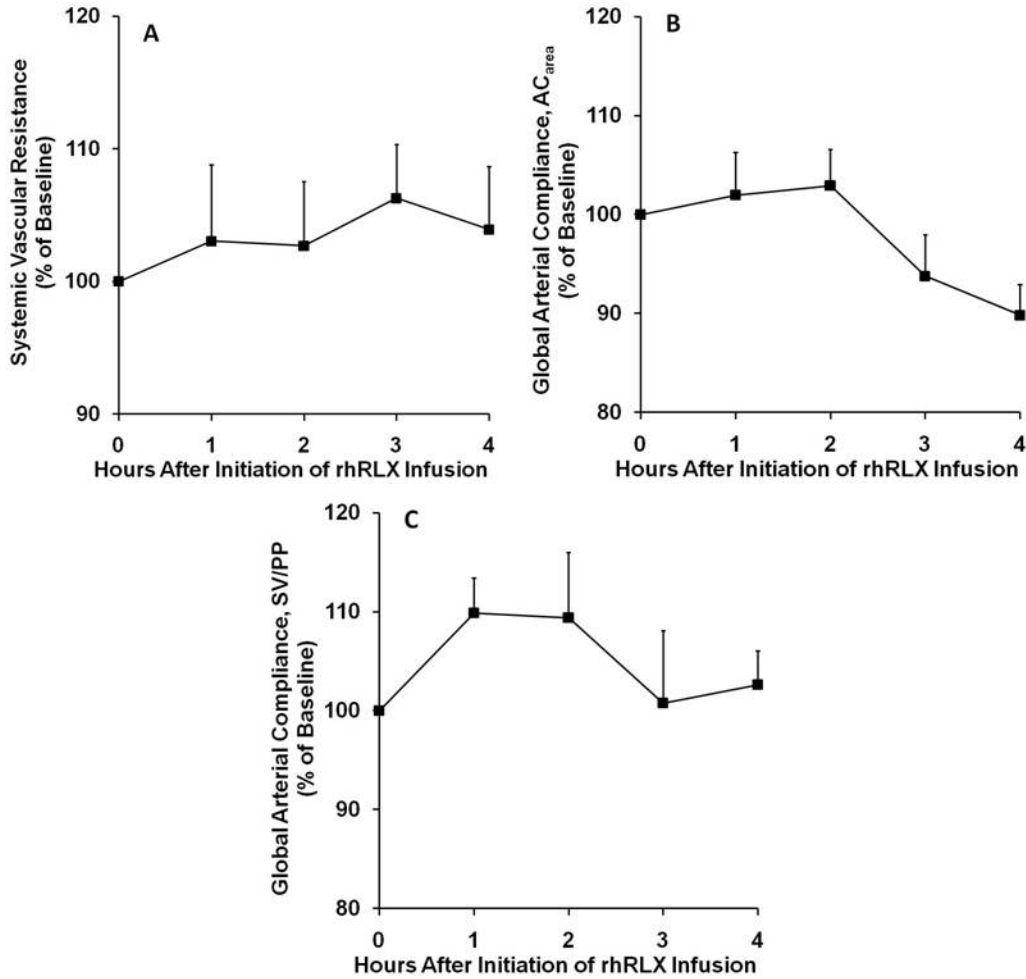 A
Systemic Vascular Resistance
(% of Baseline)
120
110
100
90
0 1 2 3 4
Hours After Initiation of rhRLX Infusion
B
Global Arterial Compliance, ACarea
(% of Baseline)
120
110
100
90
80
0 1 2 3 4
Hours After Initiation of rhRLX Infusion
C
Global Arterial Compliance, SV/PP
(% of Baseline)
120
110
100
90
80
0 1 2 3 4
Hours After Initiation of rhRLX Infusion